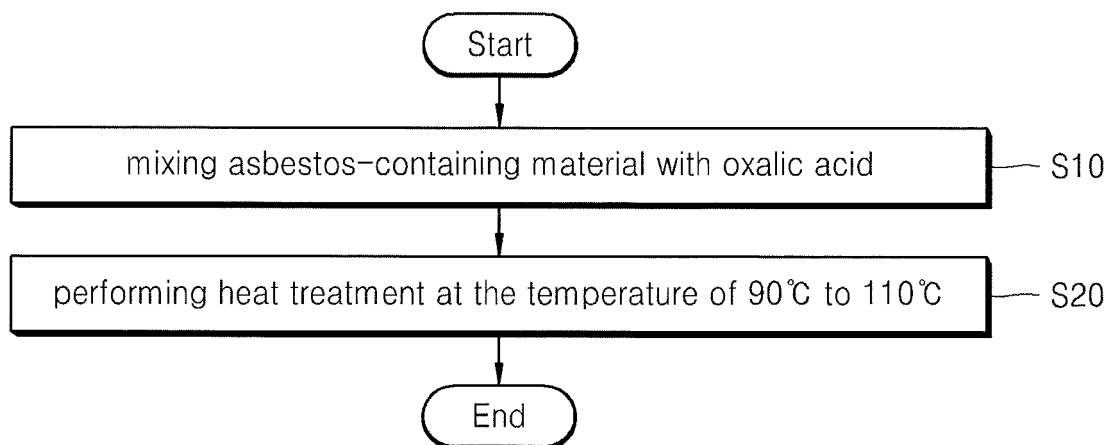 Start
mixing asbestos-containing material with oxalic acid
S10
performing heat treatment at the temperature of 90℃ to 110℃
S20
End